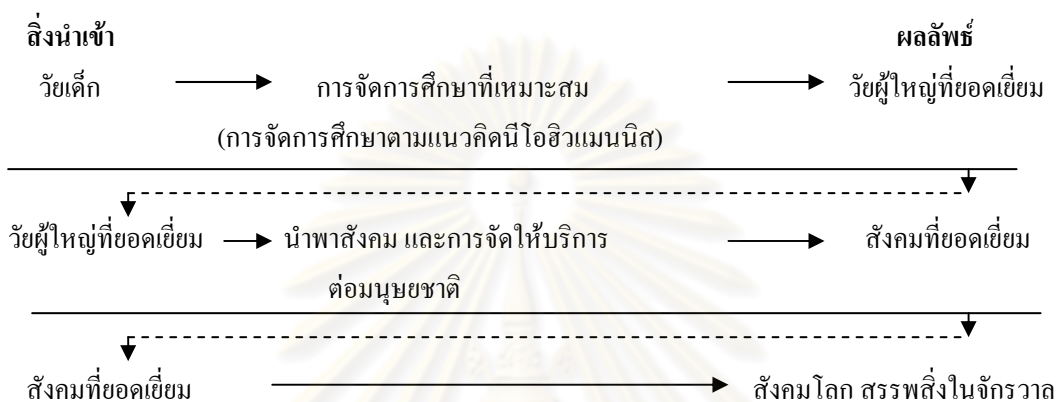 สิ่งนำเข้า ผลลัพธ์
วัยเด็ก การจัดการศึกษาที่เหมาะสม วัยผู้ใหญ่ที่ยอดเยี่ยม
(การจัดการศึกษาตามแนวคิดนีโอฮิวแมนนิส)
วัยผู้ใหญ่ที่ยอดเยี่ยม นำพาสังคม และการจัดให้บริการ สังคมที่ยอดเยี่ยม
ต่อมนุษยชาติ
สังคมที่ยอดเยี่ยม สังคมโลก สรรพสิ่งในจักรวาล